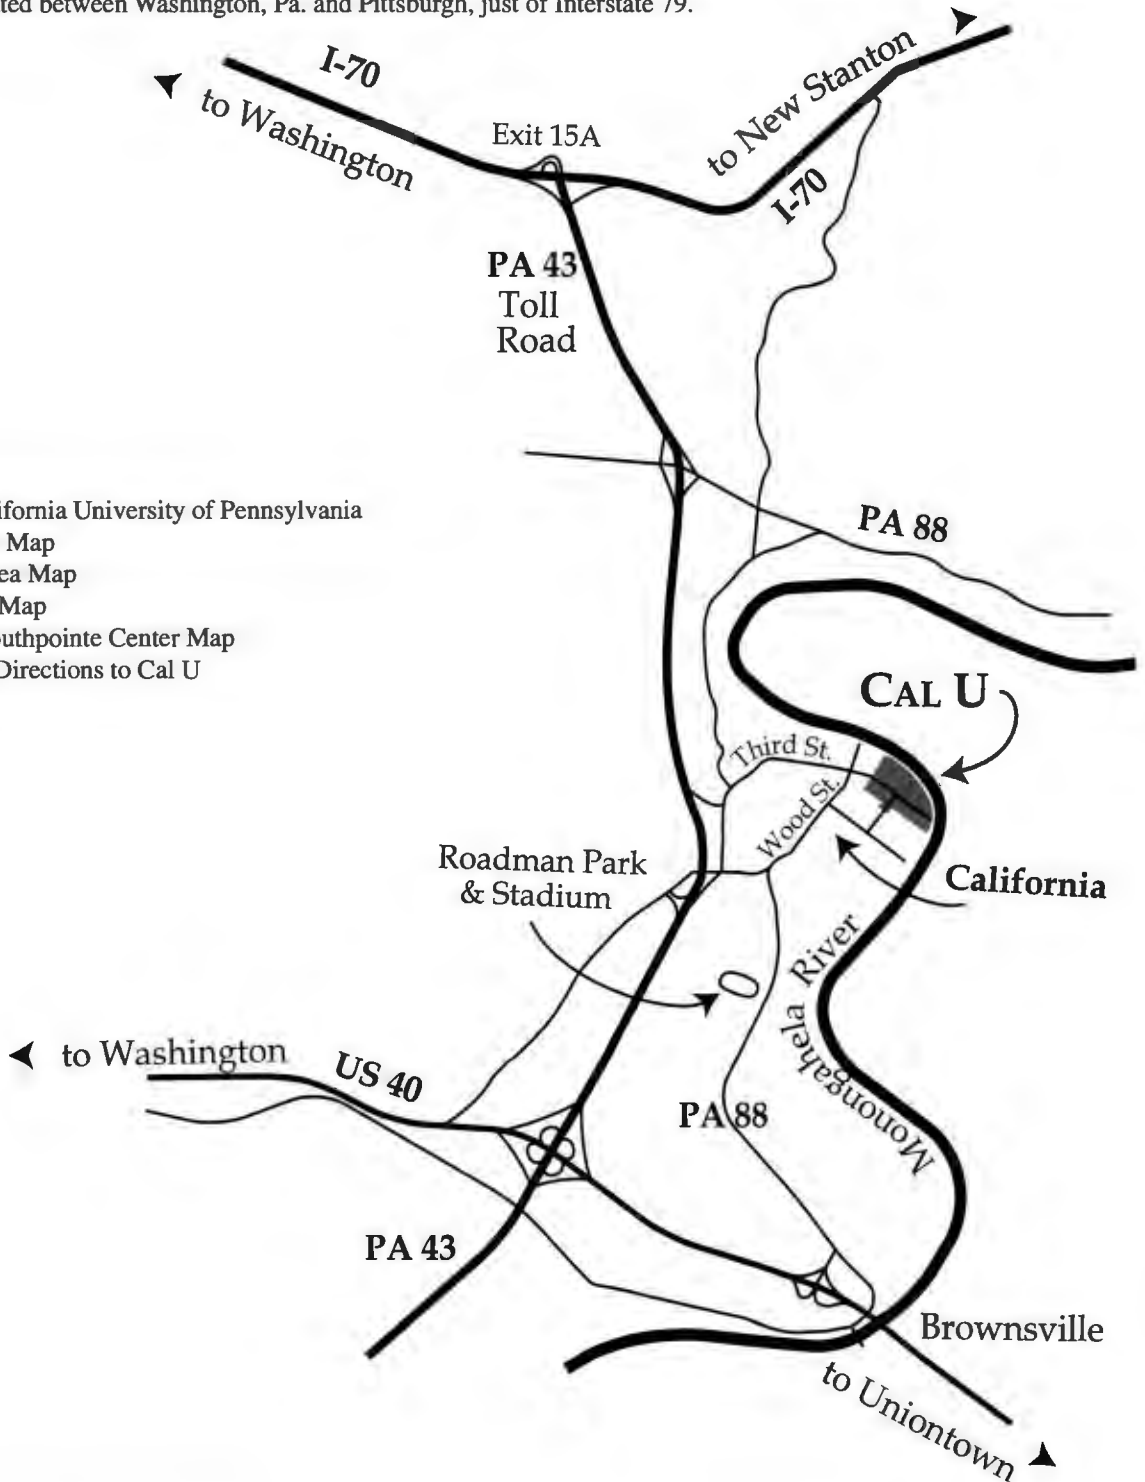 ted between Washington, Pa. and Pittsburgh, just of Interstate 79.
I-70
to Washington
Exit 15A
to New Stanton
I-70
PA 43
Toll
Road
ifornia University of Pennsylvania
Map
ea Map
Map
uthpointe Center Map
Directions to Cal U
PA 88
CAL U
Third St.
Wood St.
Roadman Park
& Stadium
California
Monongahela River
to Washington
US 40
PA 88
PA 43
Brownsville
to Uniontown